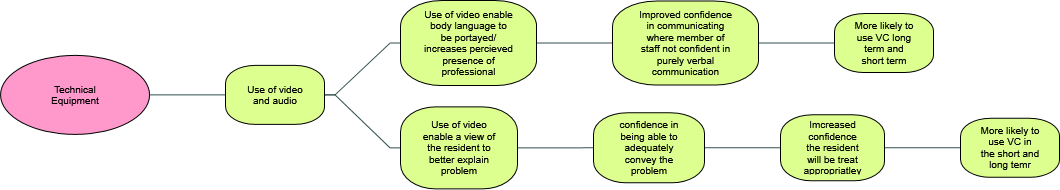 Technical
Equipment
Use of video
and audio
Use of video enable
body language to
be portayed/
increases percieved
presence of
professional
Improved confidence
in communicating
where member of
staff not confident in
purely verbal
communication
More likely to
use VC long
term and
short term
Use of video
enable a view of
the resident to
better explain
problem
confidence in
being able to
adequately
convey the
problem
Imcreased
confidence
the resident
will be treat
appropriatley
More likely to
use VC in
the short and
long temr